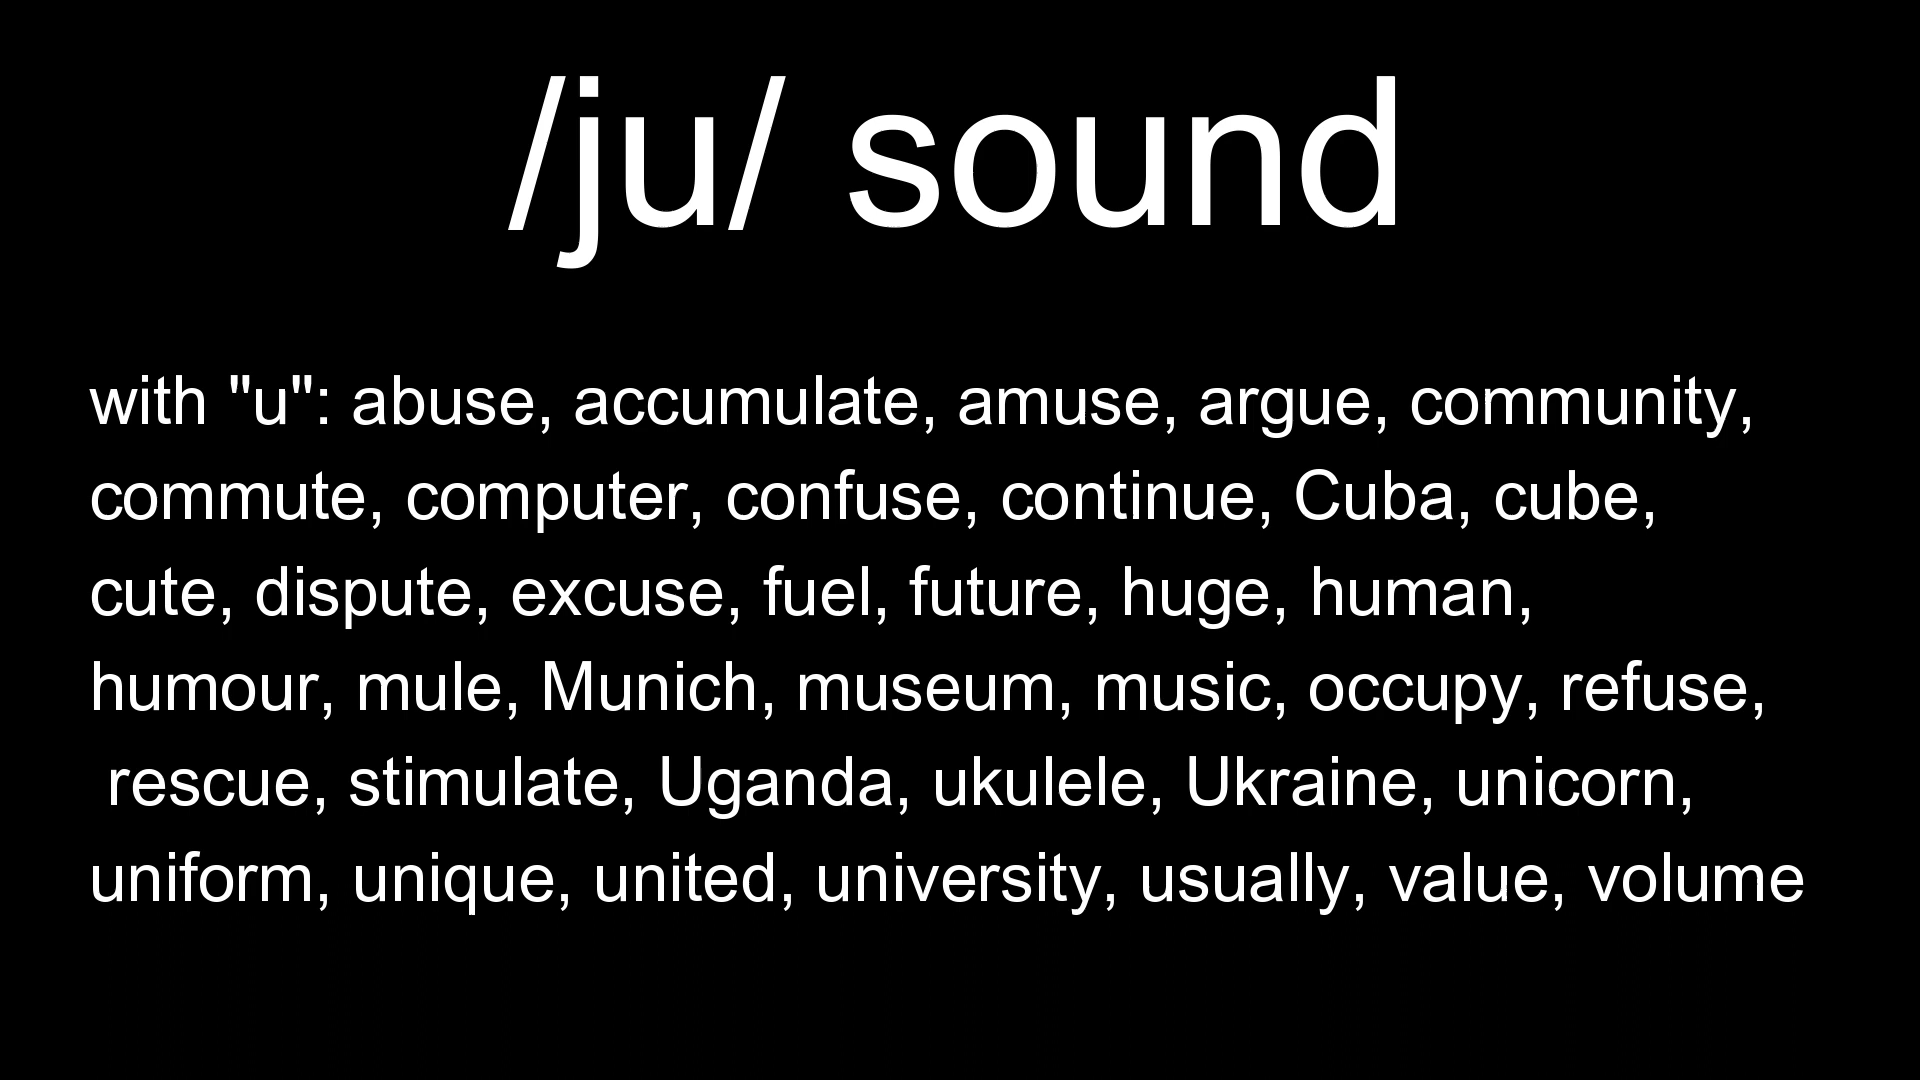 /ju/ sound
with "u": abuse, accumulate, amuse, argue, community,
commute, computer, confuse, continue, Cuba, cube,
cute, dispute, excuse, fuel, future, huge, human,
humour, mule, Munich, museum, music, occupy, refuse,
rescue, stimulate, Uganda, ukulele, Ukraine, unicorn,
uniform, unique, united, university, usually, value, volume